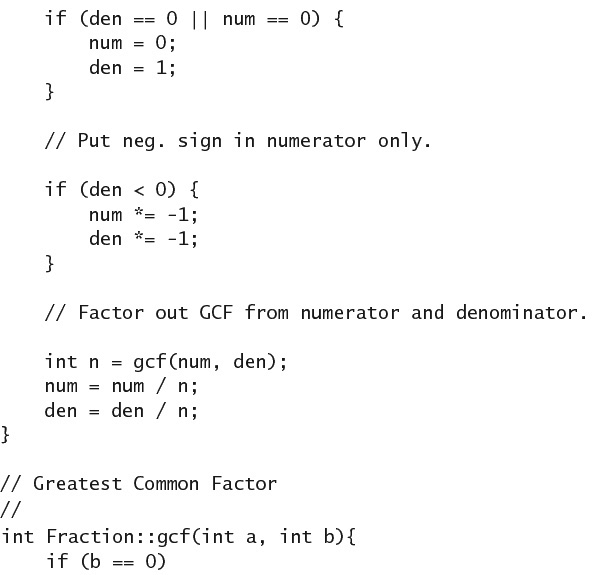 if (den == 0 || num == 0) {
num = 0;
den = 1;
}
// Put neg. sign in numerator only.
if (den < 0) {
num *= -1;
den *= -1;
}
// Factor out GCF from numerator and denominator.
int n = gcf(num, den);
num = num / n;
den = den / n;
}
// Greatest Common Factor
//
int Fraction::gcf(int a, int b){
if (b == 0)